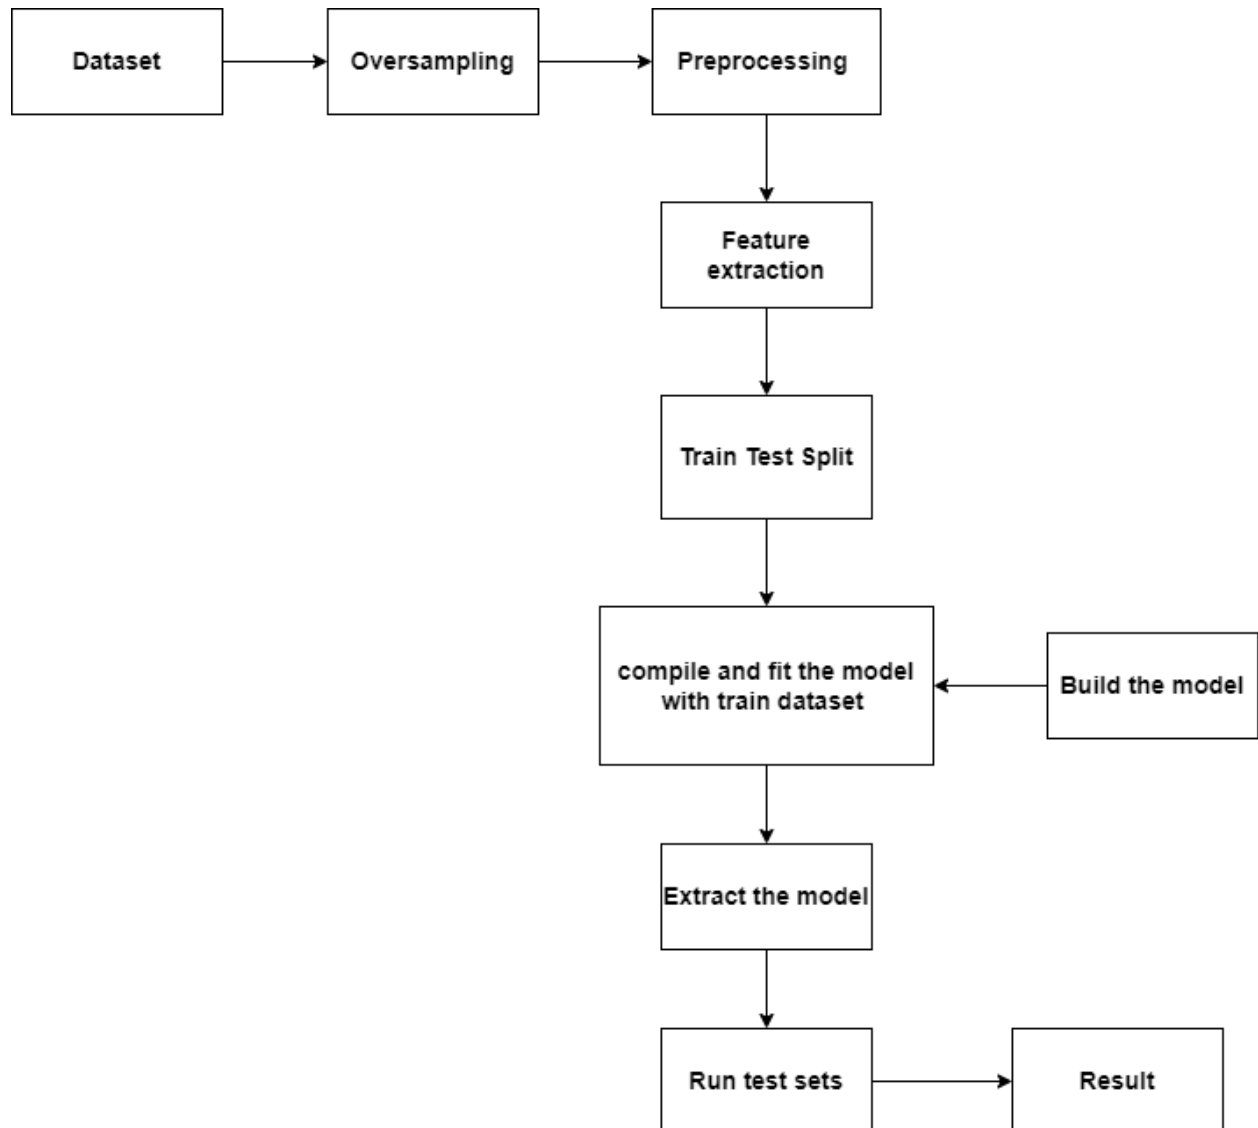 Dataset
Oversampling
Preprocessing
Feature
extraction
Train Test Split
compile and fit the model
with train dataset
Build the model
Extract the model
Run test sets
Result